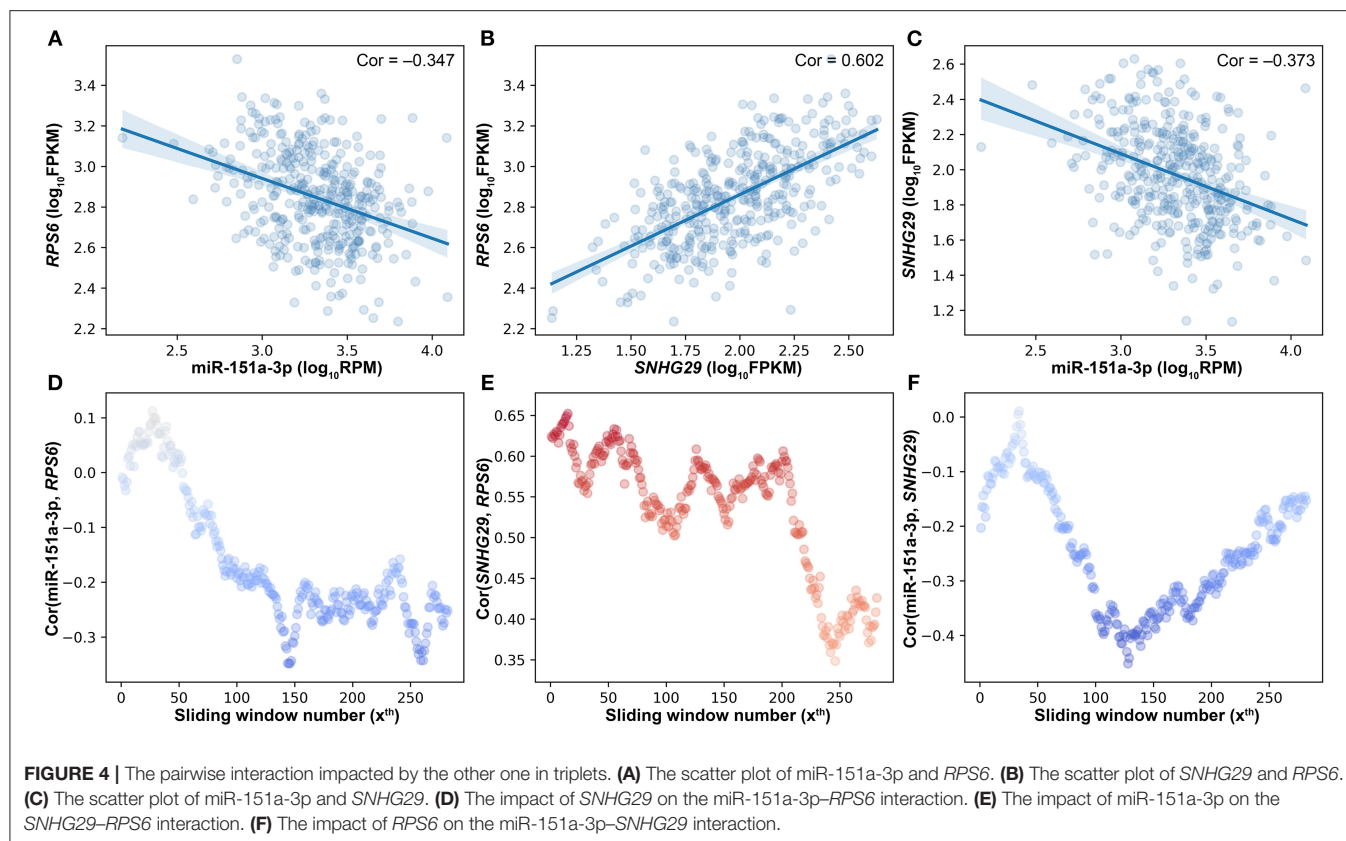 A
Cor = –0.347
RPS6 (log10FPKM)
3.4
3.2
3.0
2.8
2.6
2.4
2.2
2.5 3.0 3.5 4.0
miR-151a-3p (log10RPM)
B
Cor = 0.602
RPS6 (log10FPKM)
3.4
3.2
3.0
2.8
2.6
2.4
2.2
1.25 1.50 1.75 2.00 2.25 2.50
SNHG29 (log10FPKM)
C
Cor = –0.373
SNHG29 (log10FPKM)
2.6
2.4
2.2
2.0
1.8
1.6
1.4
1.2
2.5 3.0 3.5 4.0
miR-151a-3p (log10RPM)
D
Cor(miR-151a-3p, RPS6)
0.1
0.0
−0.1
−0.2
−0.3
0 50 100 150 200 250
Sliding window number (xth)
E
Cor(SNHG29, RPS6)
0.65
0.60
0.55
0.50
0.45
0.40
0.35
0 50 100 150 200 250
Sliding window number (xth)
F
Cor(miR-151a-3p, SNHG29)
0.0
−0.1
−0.2
−0.3
−0.4
0 50 100 150 200 250
Sliding window number (xth)
FIGURE 4 | The pairwise interaction impacted by the other one in triplets. (A) The scatter plot of miR-151a-3p and RPS6. (B) The scatter plot of SNHG29 and RPS6.
(C) The scatter plot of miR-151a-3p and SNHG29. (D) The impact of SNHG29 on the miR-151a-3p–RPS6 interaction. (E) The impact of miR-151a-3p on the
SNHG29–RPS6 interaction. (F) The impact of RPS6 on the miR-151a-3p–SNHG29 interaction.